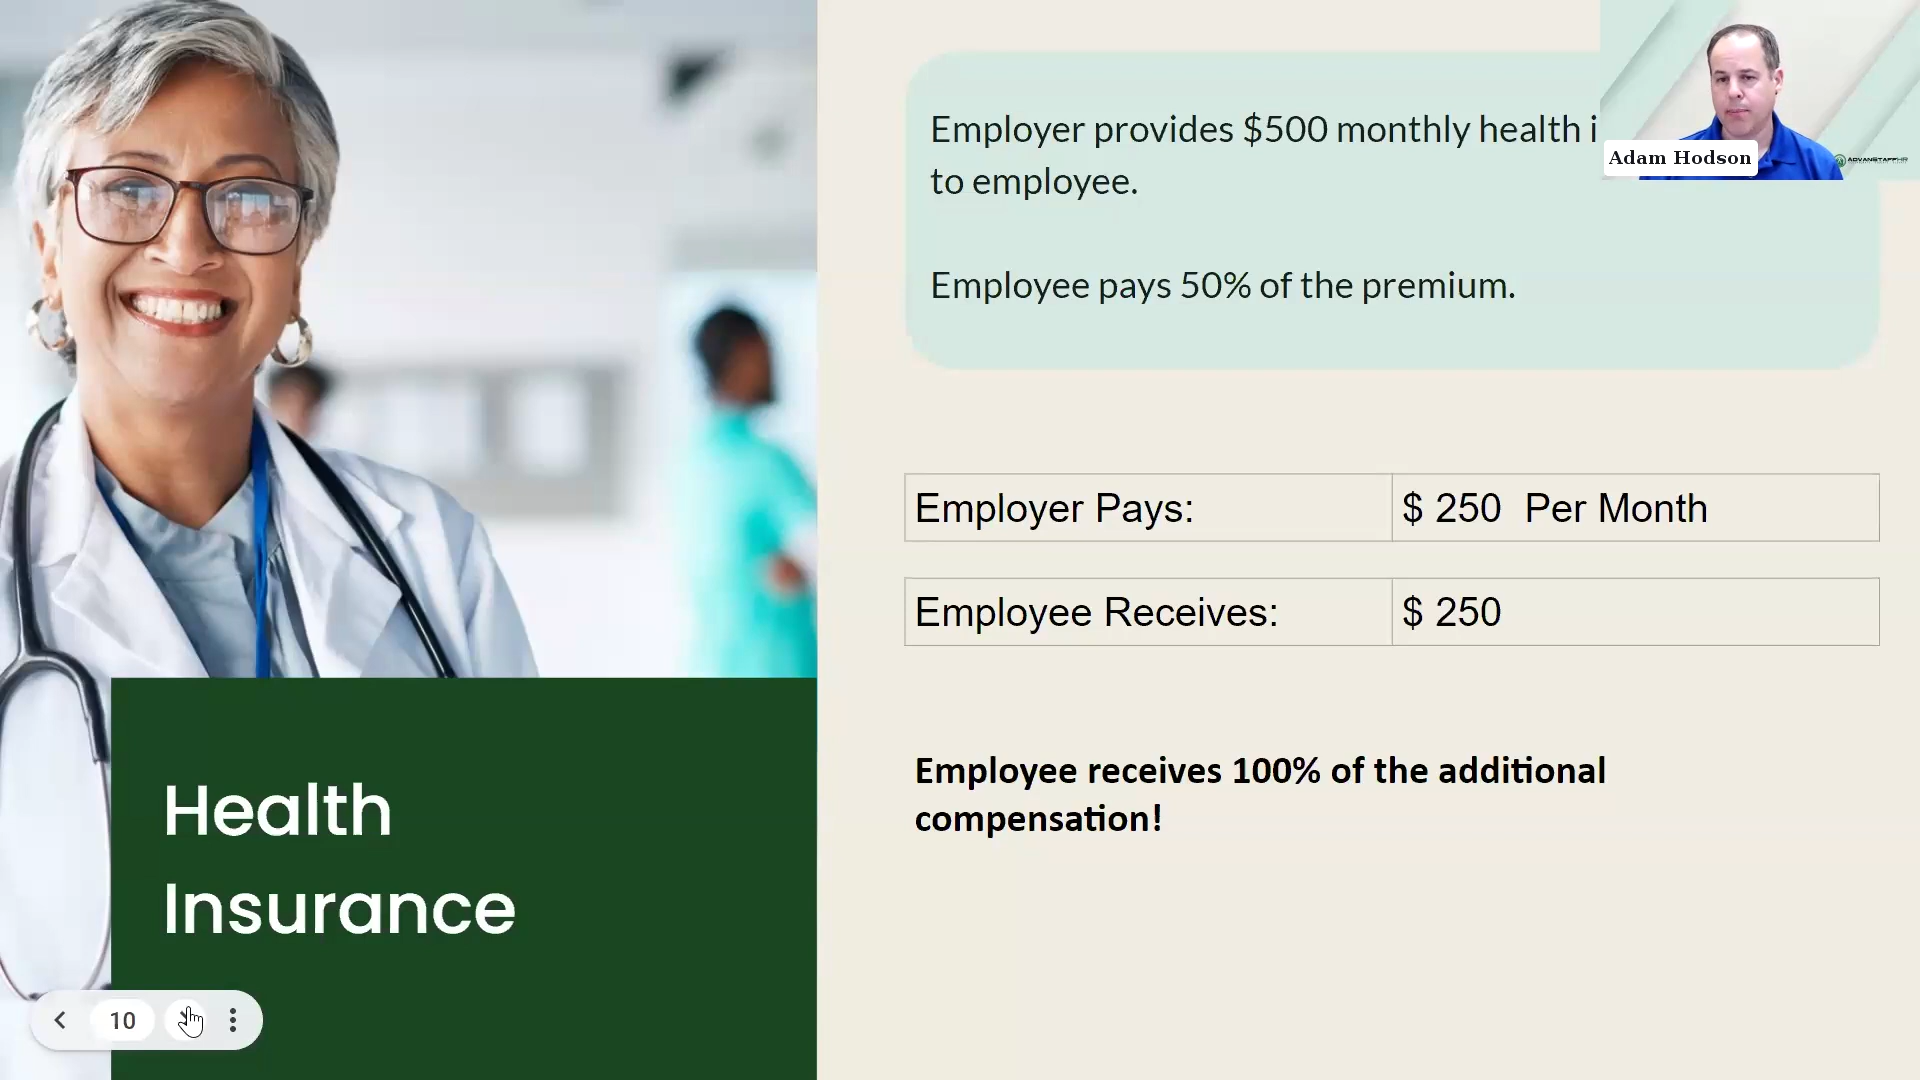 Employer provides $500 monthly health i
to employee.
Employee pays 50% of the premium.
Adam Hodson
ADVANSTAFFHR
Employer Pays:
$ 250 Per Month
Employee Receives:
$ 250
Employee receives 100% of the additional
compensation!
Health
Insurance
10